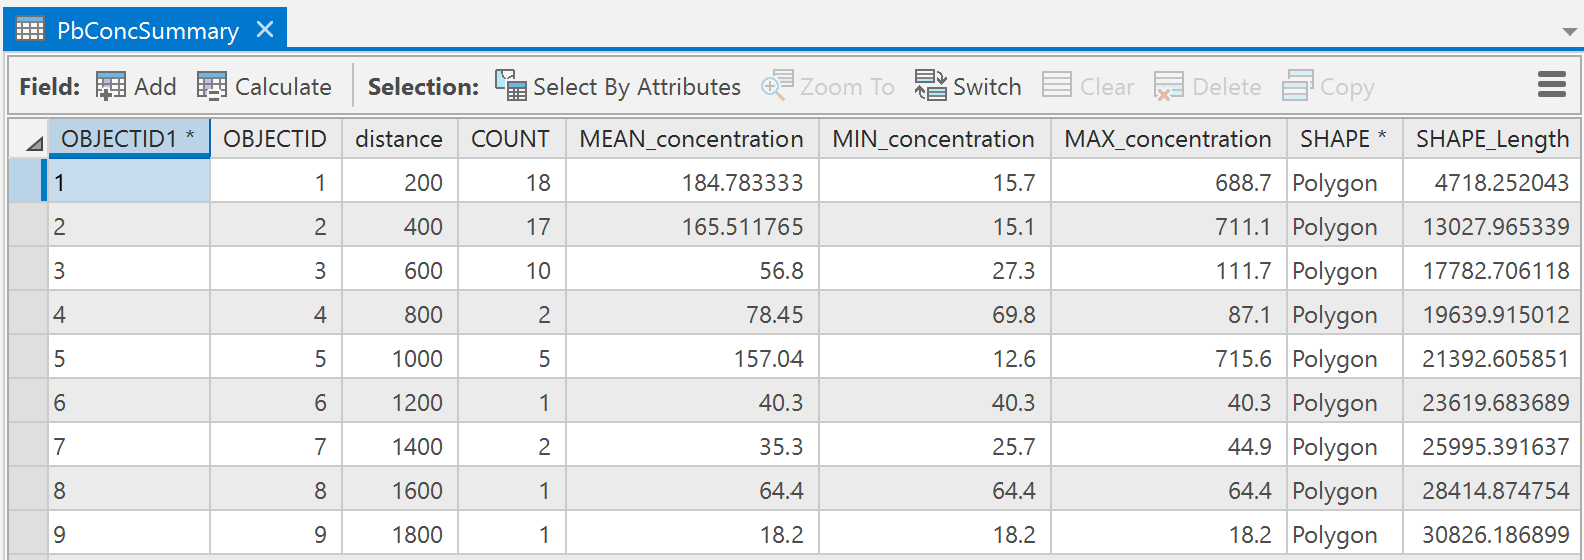 PbConcSummary
Field: Add Calculate Selection: Select By Attributes Zoom To Switch Clear Delete Copy
OBJECTID1 * OBJECTID distance COUNT MEAN_concentration MIN_concentration MAX_concentration SHAPE * SHAPE_Length
1 1 200 18 184.783333 15.7 688.7 Polygon 4718.252043
2 2 400 17 165.511765 15.1 711.1 Polygon 13027.965339
3 3 600 10 56.8 27.3 111.7 Polygon 17782.706118
4 4 800 2 78.45 69.8 87.1 Polygon 19639.915012
5 5 1000 5 157.04 12.6 715.6 Polygon 21392.605851
6 6 1200 1 40.3 40.3 40.3 Polygon 23619.683689
7 7 1400 2 35.3 25.7 44.9 Polygon 25995.391637
8 8 1600 1 64.4 64.4 64.4 Polygon 28414.874754
9 9 1800 1 18.2 18.2 18.2 Polygon 30826.186899